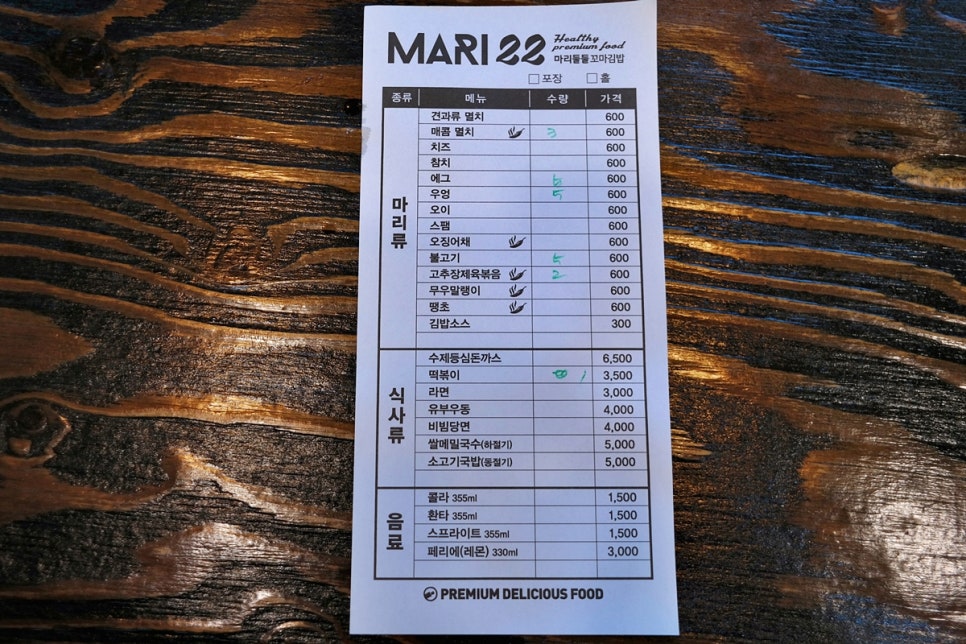 MARI 22 Healthy premium food 마리둘둘꼬마김밥
□포장 □홀
종류 메뉴 수량 가격
마리류
견과류 멸치 600
매콤 멸치 3 600
치즈 600
참치 600
에그 5 600
우엉 5 600
오이 600
스팸 600
오징어채 600
불고기 5 600
고추장제육볶음 2 600
무우말랭이 600
땡초 600
김밥소스 300
식사류
수제등심돈까스 6,500
떡볶이 3,500
라면 3,000
유부우동 4,000
비빔당면 4,000
쌀메밀국수(하절기) 5,000
소고기국밥(동절기) 5,000
음료
콜라 355ml 1,500
환타 355ml 1,500
스프라이트 355ml 1,500
페리에(레몬) 330ml 3,000
PREMIUM DELICIOUS FOOD